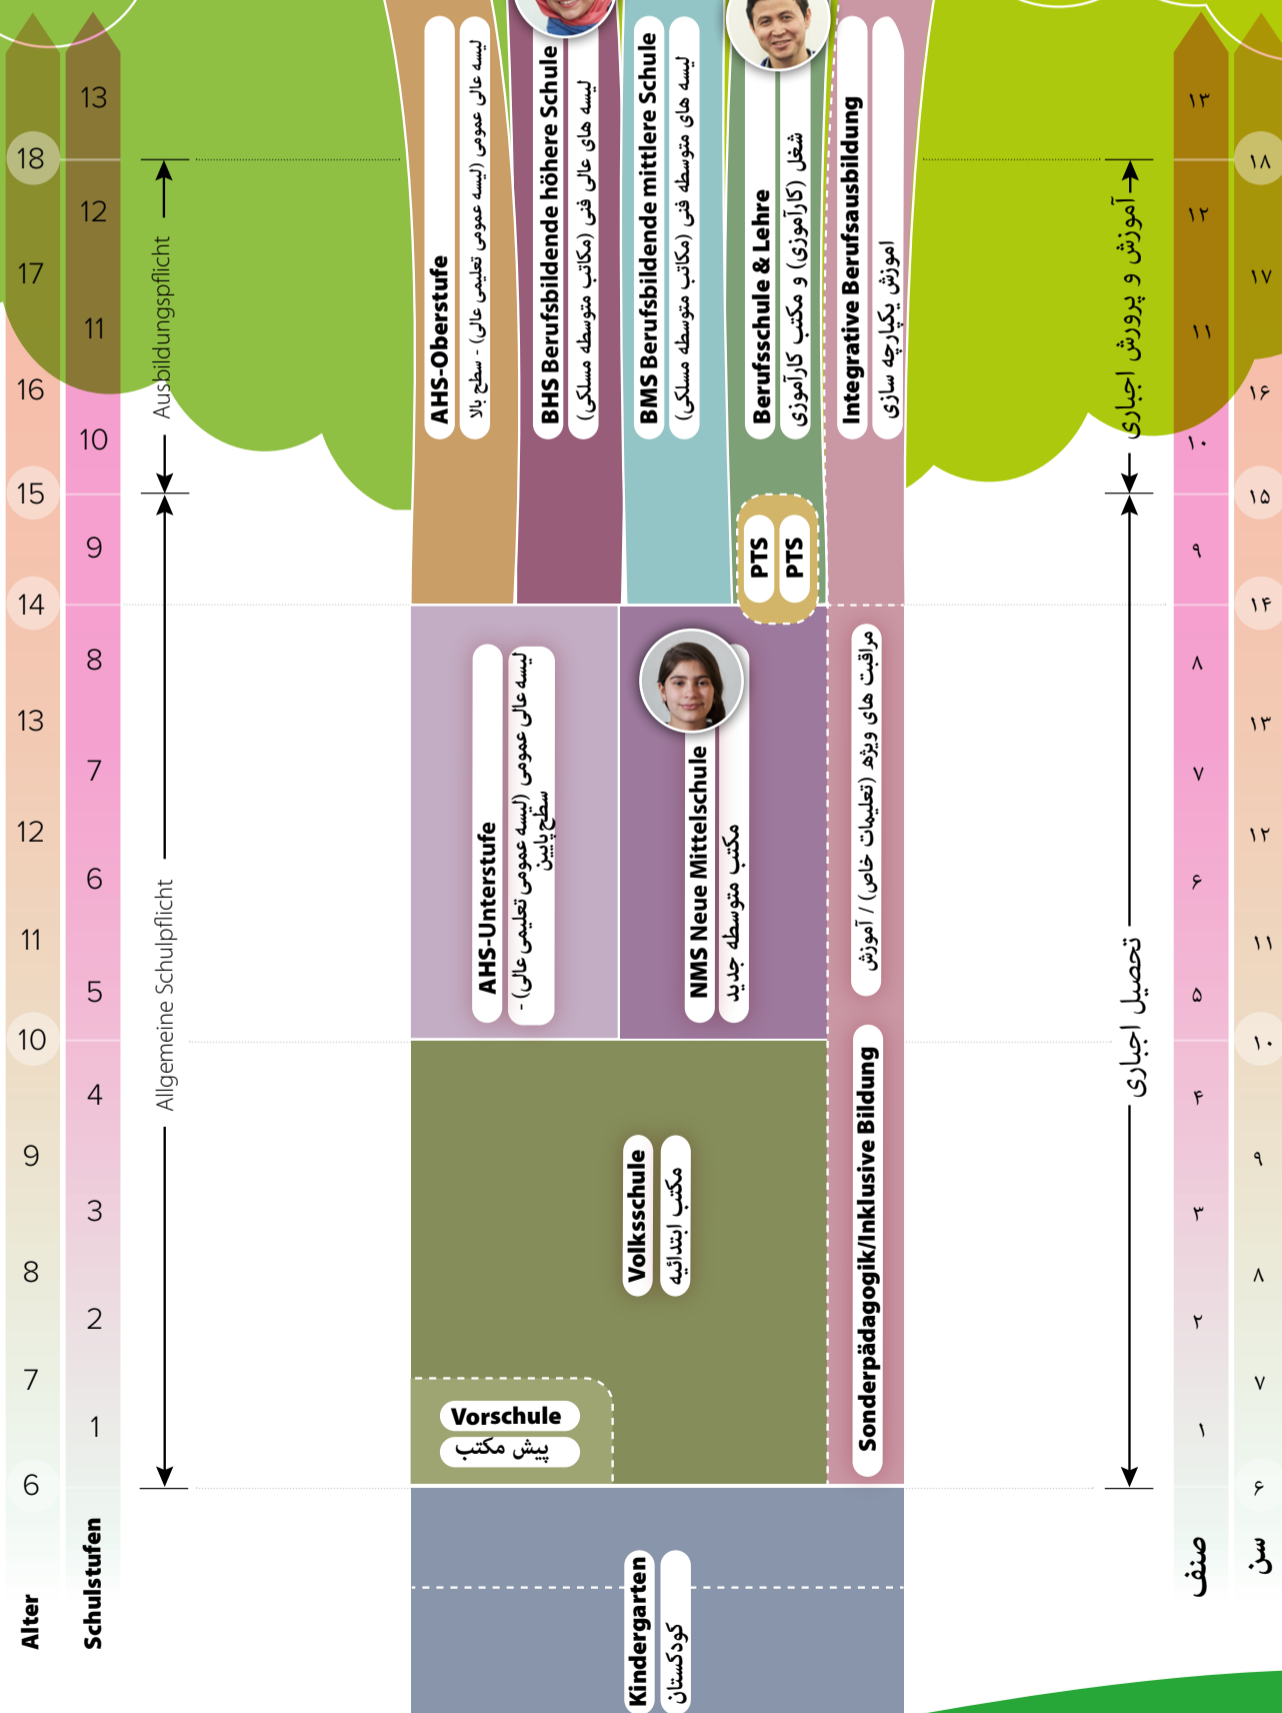 13
18
12
17
11
16
10
15
9
14
8
13
7
12
6
11
5
10
4
9
3
8
2
7
1
6
Alter
Schulstufen
Ausbildungspflicht
Allgemeine Schulpflicht
AHS-Oberstufe
لیسه عالی عمومی (لیسه عمومی تعلیمی عالی) - سطح بالا
BHS Berufsbildende höhere Schule
لیسه های عالی فنی (مکاتب متوسطه مسلکی)
BMS Berufsbildende mittlere Schule
لیسه های متوسطه فنی (مکاتب متوسطه مسلکی)
Berufsschule & Lehre
شغل (کارآموزی) و مکتب کارآموزی
Integrative Berufsausbildung
اموزش یکپارچه سازی
PTS
PTS
AHS-Unterstufe
لیسه عالی عمومی (لیسه عمومی تعلیمی عالی) -
سطح پایین
NMS Neue Mittelschule
مکتب متوسطه جدید
مراقبت های ویژه (تعلیمات خاص) / آموزش
Sonderpädagogik/Inklusive Bildung
Volksschule
مکتب ابتدائیه
Vorschule
پیش مکتب
Kindergarten
کودکستان
آموزش و پرورش اجباری
تحصیل اجباری
۱۳
۱۸
۱۲
۱۷
۱۱
۱۶
۱۰
۱۵
۹
۱۴
۸
۱۳
۷
۱۲
۶
۱۱
۵
۱۰
۴
۹
۳
۸
۲
۷
۱
۶
صنف
سن